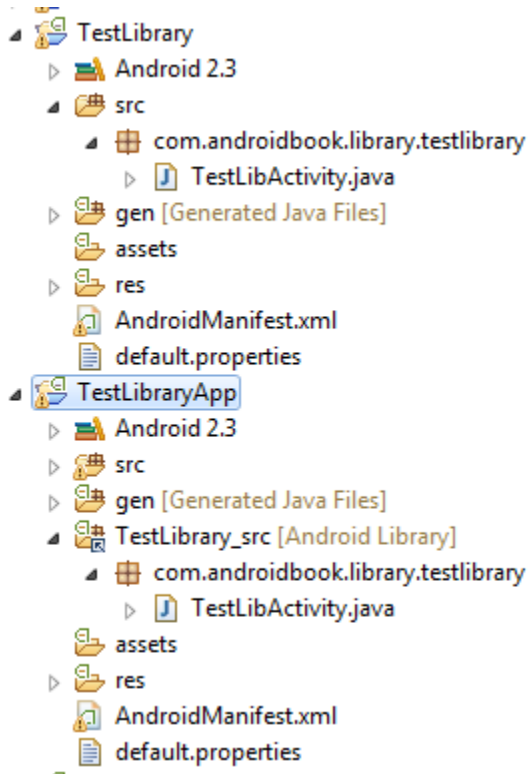 TestLibrary
Android 2.3
src
com.androidbook.library.testlibrary
TestLibActivity.java
gen [Generated Java Files]
assets
res
AndroidManifest.xml
default.properties
TestLibraryApp
Android 2.3
src
gen [Generated Java Files]
TestLibrary_src [Android Library]
com.androidbook.library.testlibrary
TestLibActivity.java
assets
res
AndroidManifest.xml
default.properties